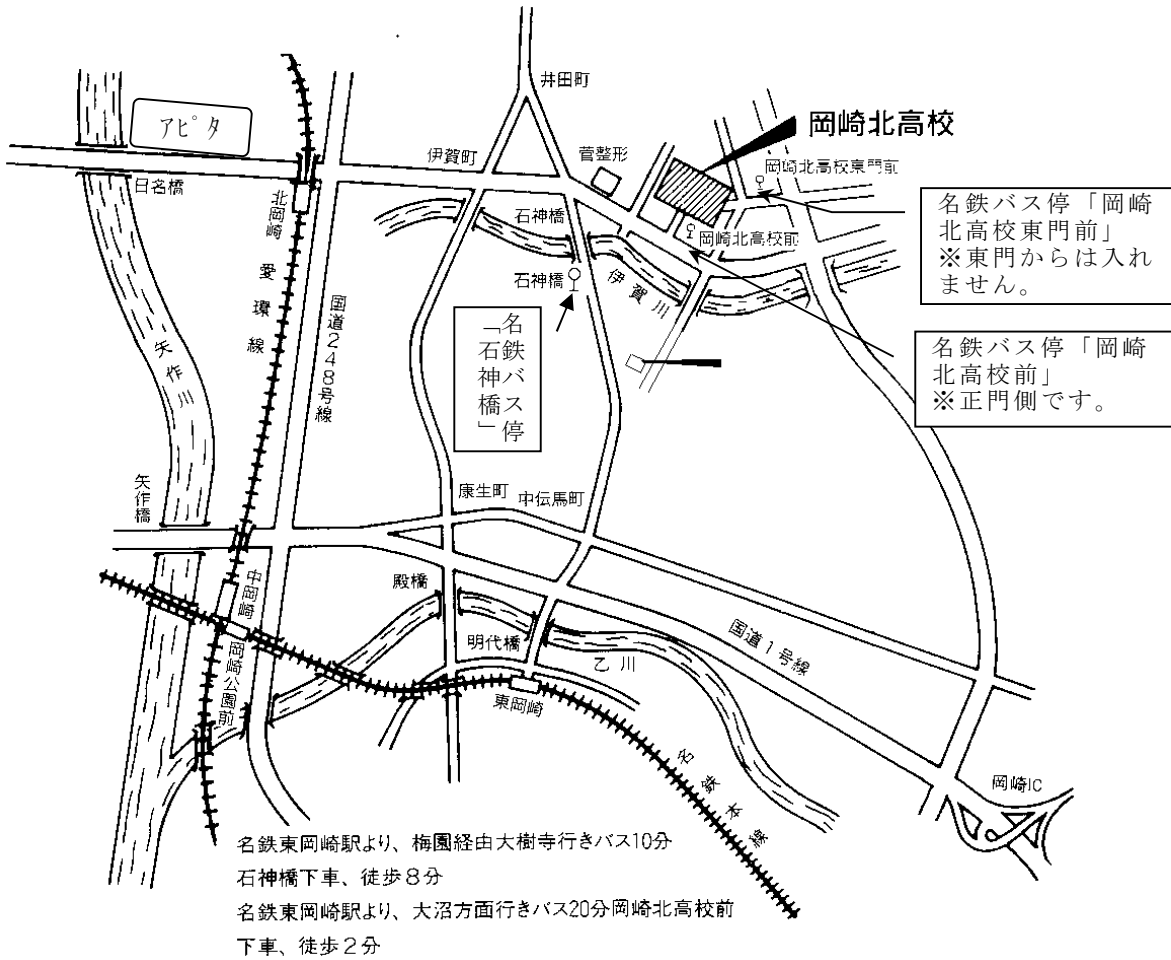 井田町
アピタ
岡崎北高校
伊賀町
菅整形
岡崎北高校東門前
日名橋
北岡崎
石神橋
岡崎北高校前
名鉄バス停「岡崎
北高校東門前」
※東門からは入れ
ません。
石神橋
伊賀川
愛環線
国道248号線
矢作川
名鉄バス停
「石神橋」
名鉄バス停「岡崎
北高校前」
※正門側です。
矢作橋
康生町
中伝馬町
中岡崎
殿橋
岡崎公園前
明代橋
乙川
国道1号線
東岡崎
名鉄本線
岡崎IC
名鉄東岡崎駅より、梅園経由大樹寺行きバス10分
石神橋下車、徒歩8分
名鉄東岡崎駅より、大沼方面行きバス20分岡崎北高校前
下車、徒歩2分